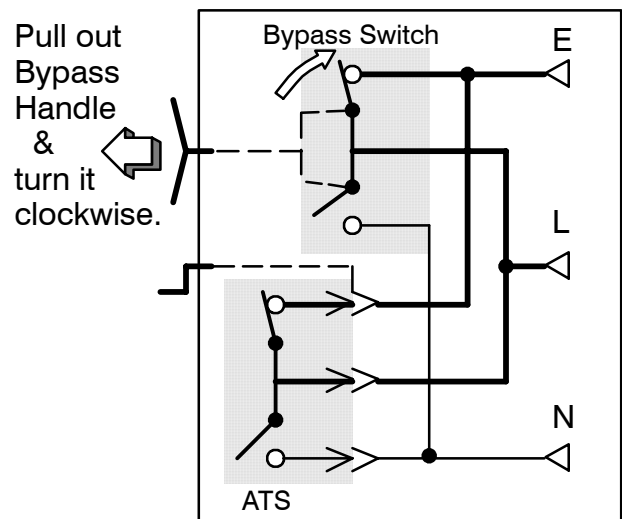 Pull out
Bypass
Handle
&
turn it
clockwise.
Bypass Switch
E
L
N
ATS